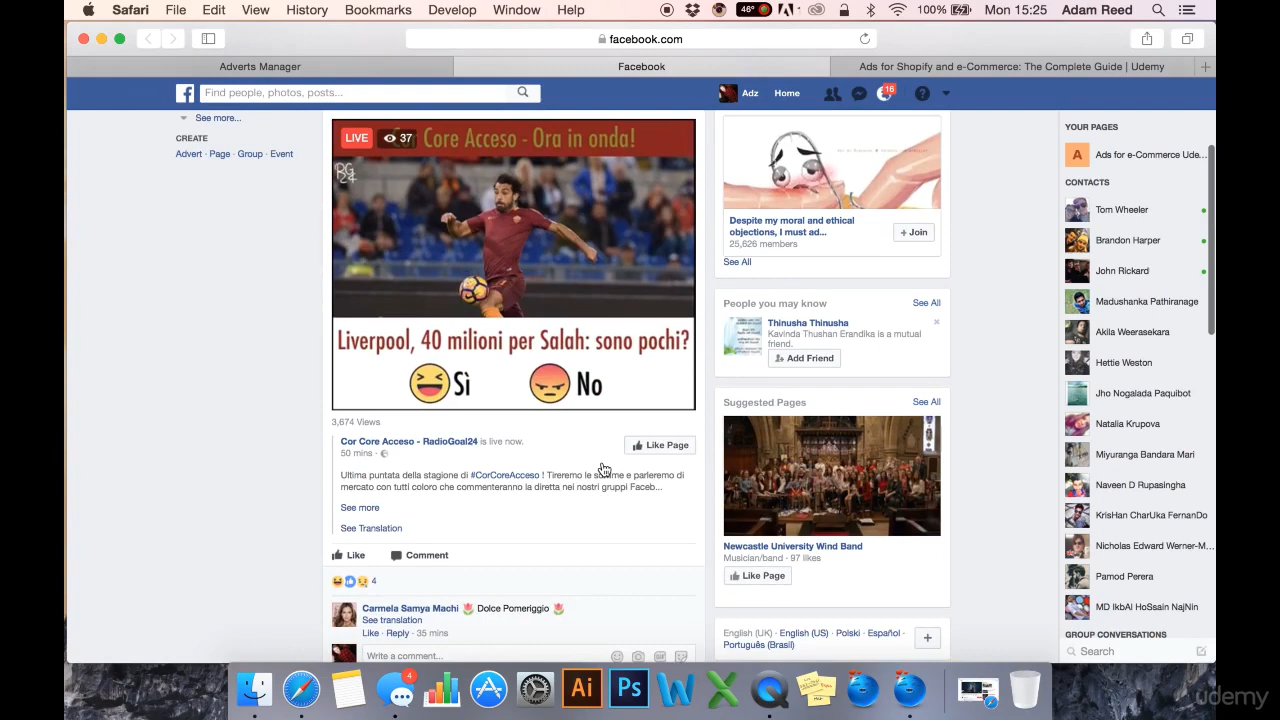 Safari File Edit View History Bookmarks Develop Window Help 46° 100% Mon 15:25 Adam Reed
facebook.com
Adverts Manager Facebook Ads for Shopify and e-Commerce: The Complete Guide | Udemy
Find people, photos, posts... Adz Home 16
See more...
CREATE
Advert · Page · Group · Event
LIVE 37 Cor Core Acceso - Ora in onda!
RG
24
Liverpool, 40 milioni per Salah: sono pochi?
Sì No
3,674 Views
Cor Core Acceso - RadioGoal24 is live now.
50 mins ·
Like Page
Ultima puntata della stagione di #CorCoreAcceso ! Tireremo le somme e parleremo di
mercato con tutti coloro che commenteranno la diretta nei nostri gruppi Faceb...
See more
See Translation
Like Comment
4
Carmela Samya Machi Dolce Pomeriggio
See translation
Like · Reply · 35 mins
Write a comment...
Despite my moral and ethical
objections, I must ad...
25,626 members
+ Join
See All
People you may know See All
Thinusha Thinusha
Kavinda Thushan Erandika is a mutual
friend.
Add Friend
Suggested Pages See All
Newcastle University Wind Band
Musician/band · 97 likes
Like Page
English (UK) · English (US) · Polski · Español ·
Português (Brasil)
+
YOUR PAGES
A Ads for e-Commerce Ude...
CONTACTS
Tom Wheeler
Brandon Harper
John Rickard
Madushanka Pathiranage
Akila Weerasekara
Hettie Weston
Jho Nogalada Paquibot
Natalia Krupa
Miyuranga Bandara Mari
Naveen D Rupasingha
KrisHan CharUka FernanDo
Nicholas Edward Werner-M...
Pamod Perera
MD IkbAl HoSsain NajNin
GROUP CONVERSATIONS
Search
4 Ai Ps
udemy